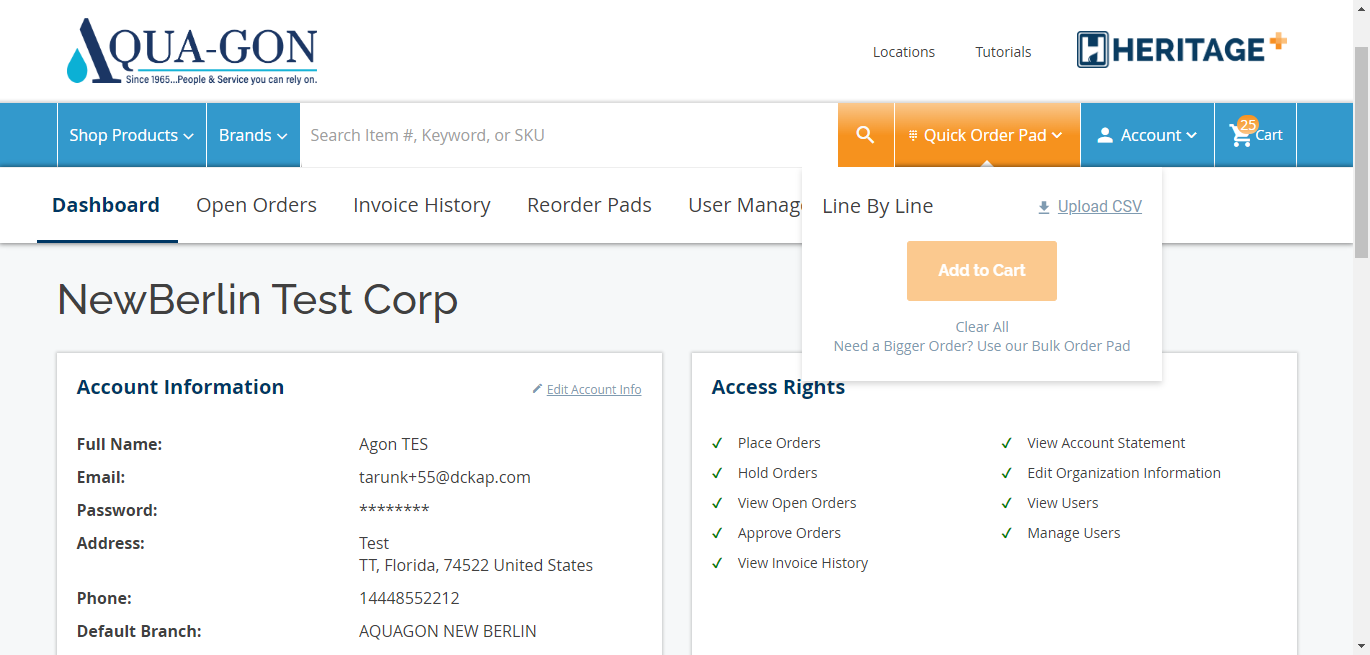 AQUA-GON
Since 1965...People & Service you can rely on.
Locations
Tutorials
HERITAGE+
Shop Products
Brands
Search Item #, Keyword, or SKU
Quick Order Pad
Account
25
Cart
Dashboard
Open Orders
Invoice History
Reorder Pads
User Manage
Line By Line
Upload CSV
Add to Cart
Clear All
Need a Bigger Order? Use our Bulk Order Pad
NewBerlin Test Corp
Account Information
Edit Account Info
Full Name: Agon TES
Email: tarunk+55@dckap.com
Password: ********
Address: Test
TT, Florida, 74522 United States
Phone: 14448552212
Default Branch: AQUAGON NEW BERLIN
Access Rights
Place Orders
Hold Orders
View Open Orders
Approve Orders
View Invoice History
View Account Statement
Edit Organization Information
View Users
Manage Users